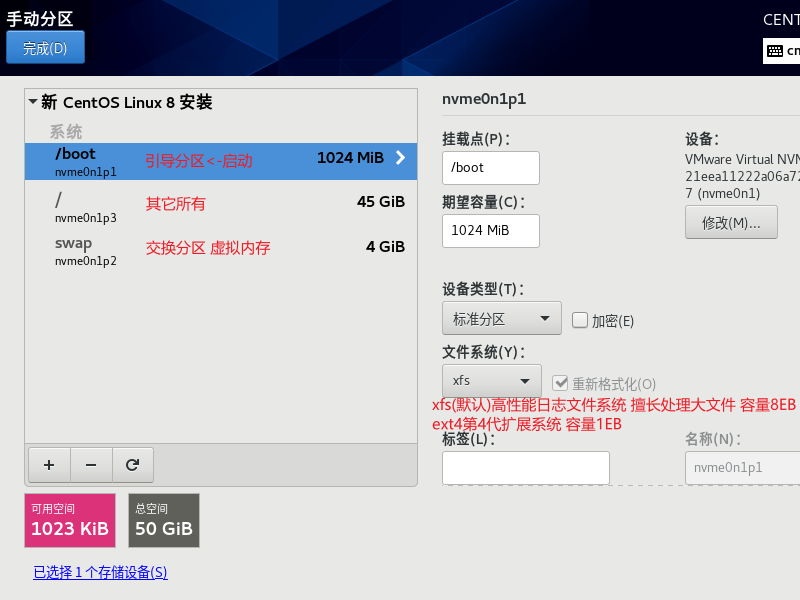 手动分区
CENT
完成(D)
cn
新 CentOS Linux 8 安装
系统
/boot
nvme0n1p1
引导分区<-启动
1024 MiB
/
nvme0n1p3
其它所有
45 GiB
swap
nvme0n1p2
交换分区 虚拟内存
4 GiB
+ − 
可用空间
1023 KiB
总空间
50 GiB
已选择 1 个存储设备(S)
nvme0n1p1
挂载点(P)：
/boot
期望容量(C)：
1024 MiB
设备：
VMware Virtual NVM
21eea11222a06a72
7 (nvme0n1)
修改(M)...
设备类型(T)：
标准分区
加密(E)
文件系统(Y)：
xfs
重新格式化(O)
xfs(默认)高性能日志文件系统 擅长处理大文件 容量8EB
ext4第4代扩展系统 容量1EB
标签(L)：
名称(N)：
nvme0n1p1